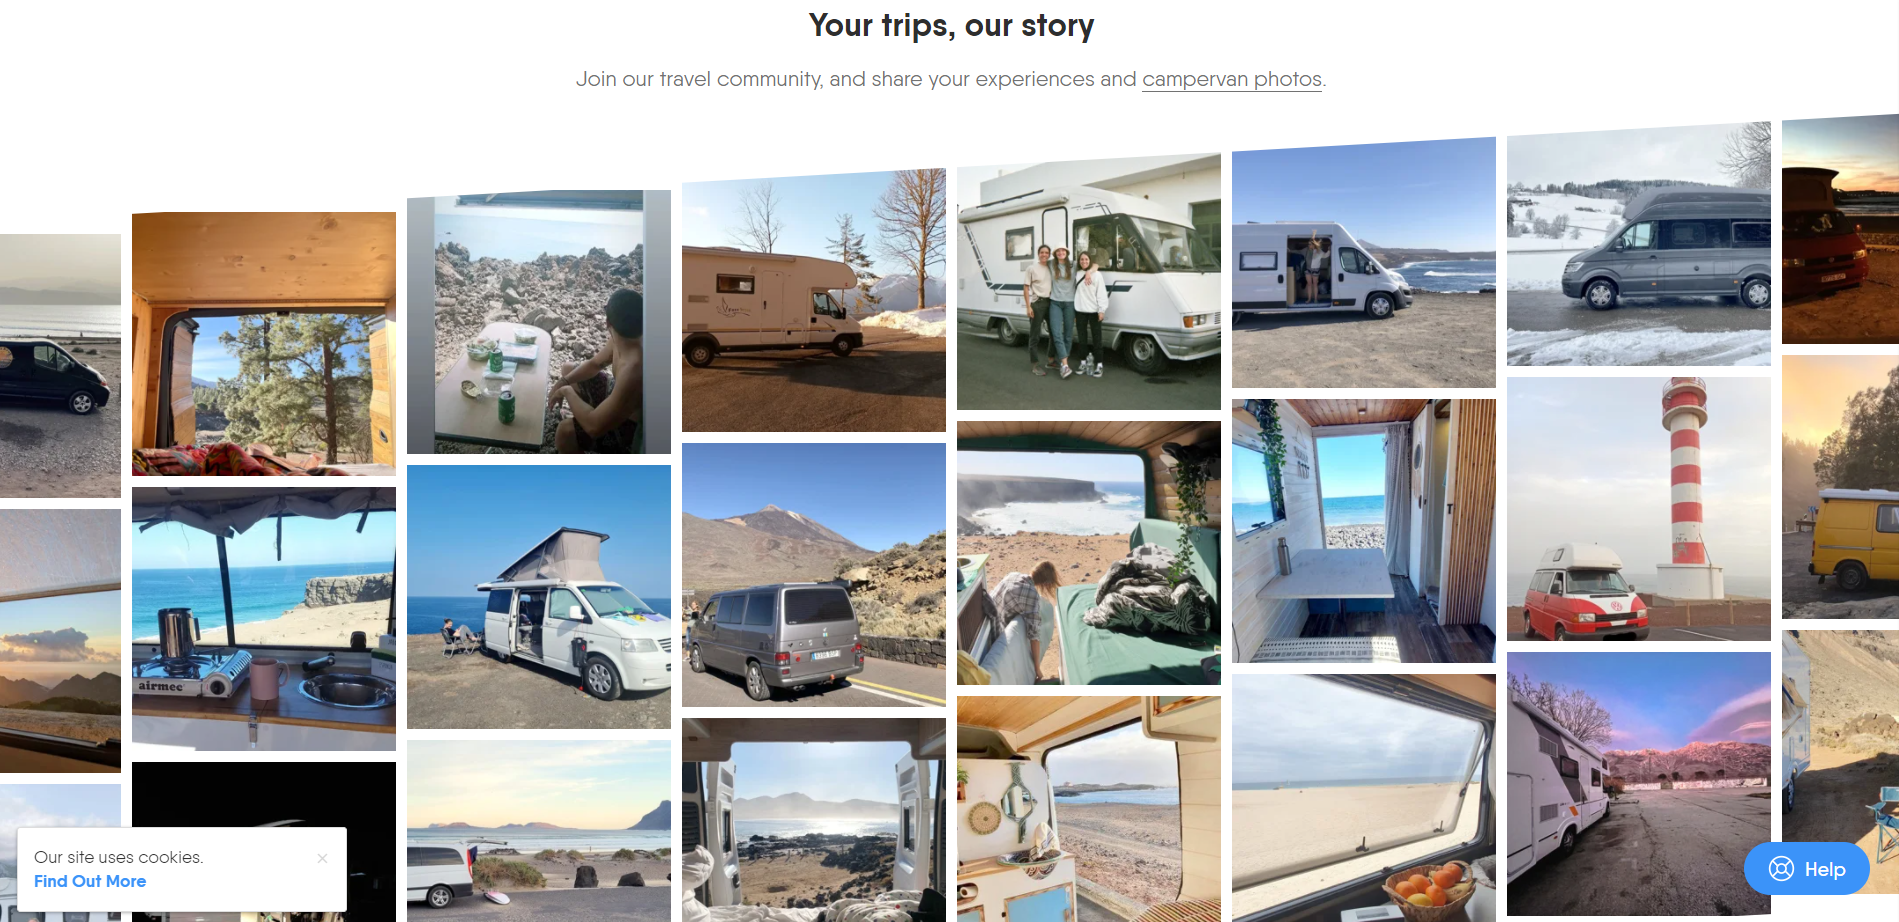 Your trips, our story
Join our travel community, and share your experiences and campervan photos.
airmec
Our site uses cookies.
Find Out More
Help